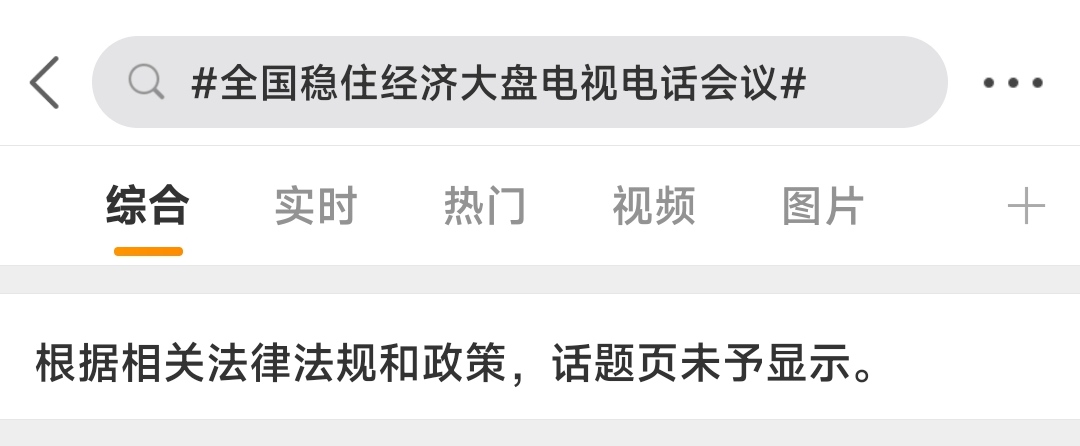 #全国稳住经济大盘电视电话会议#
综合 实时 热门 视频 图片
根据相关法律法规和政策，话题页未予显示。